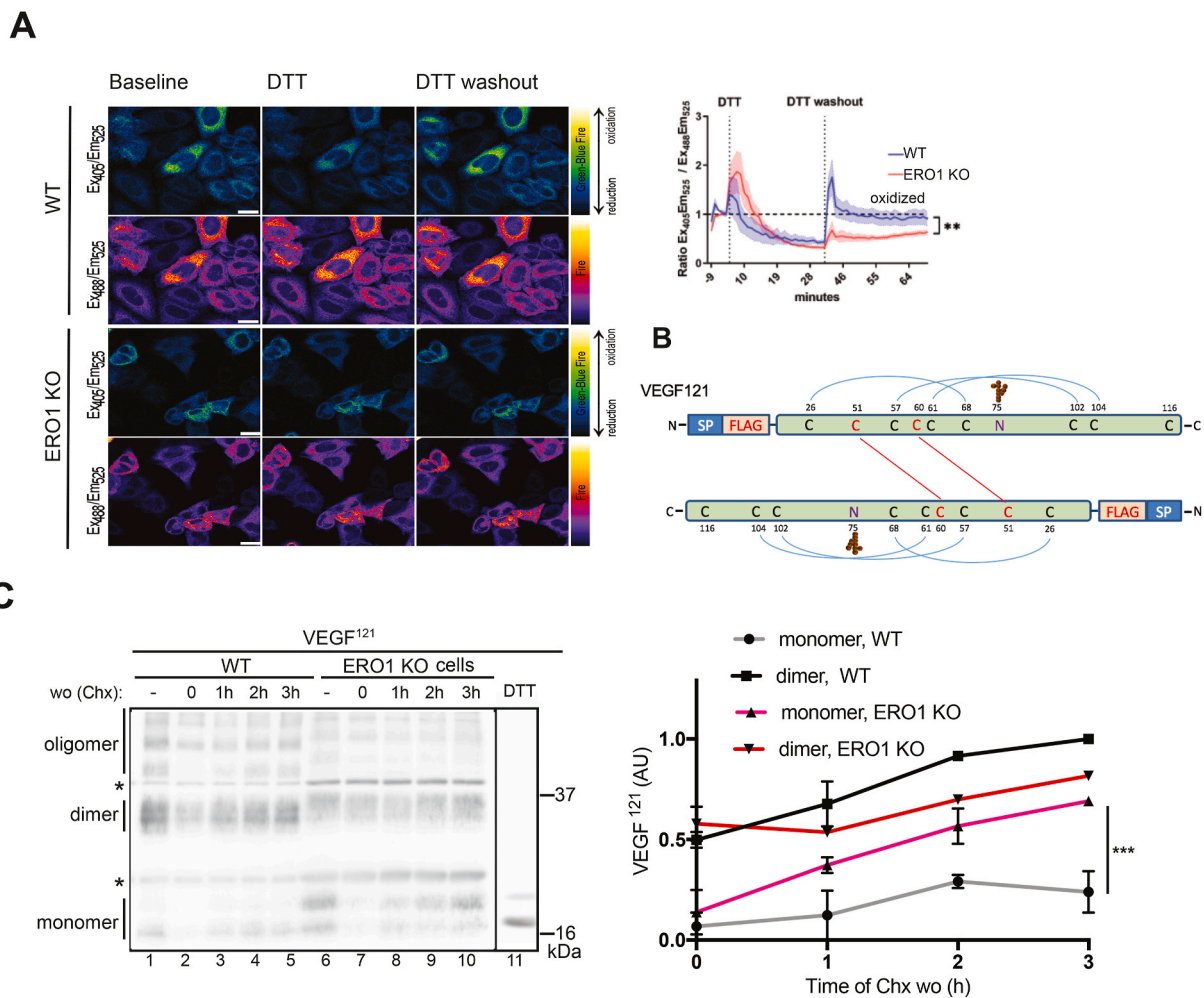 A
Baseline DTT DTT washout
WT
Ex405/Em525
Green-Blue Fire
oxidation
reduction
Ex488/Em525
Fire
ERO1 KO
Ex405/Em525
Green-Blue Fire
oxidation
reduction
Ex488/Em525
Fire
DTT DTT washout
Ratio Ex405Em525 / Ex488Em525
3
2
1
0
WT
ERO1 KO
oxidized
**
-9 10 19 28 37 46 55 64
minutes
B
VEGF121
26 51 57 60 61 68 75 102 104 116
N SP FLAG C C C C C C N C C C C
C C C C N C C C C C C FLAG SP N
116 104 102 75 68 61 60 57 51 26
C
VEGF121
WT ERO1 KO cells
wo (Chx): - 0 1h 2h 3h - 0 1h 2h 3h DTT
oligomer
*
dimer
*
monomer
37
16
kDa
1 2 3 4 5 6 7 8 9 10 11
monomer, WT
dimer, WT
monomer, ERO1 KO
dimer, ERO1 KO
VEGF121 (AU)
1.0
0.5
0.0
***
0 1 2 3
Time of Chx wo (h)